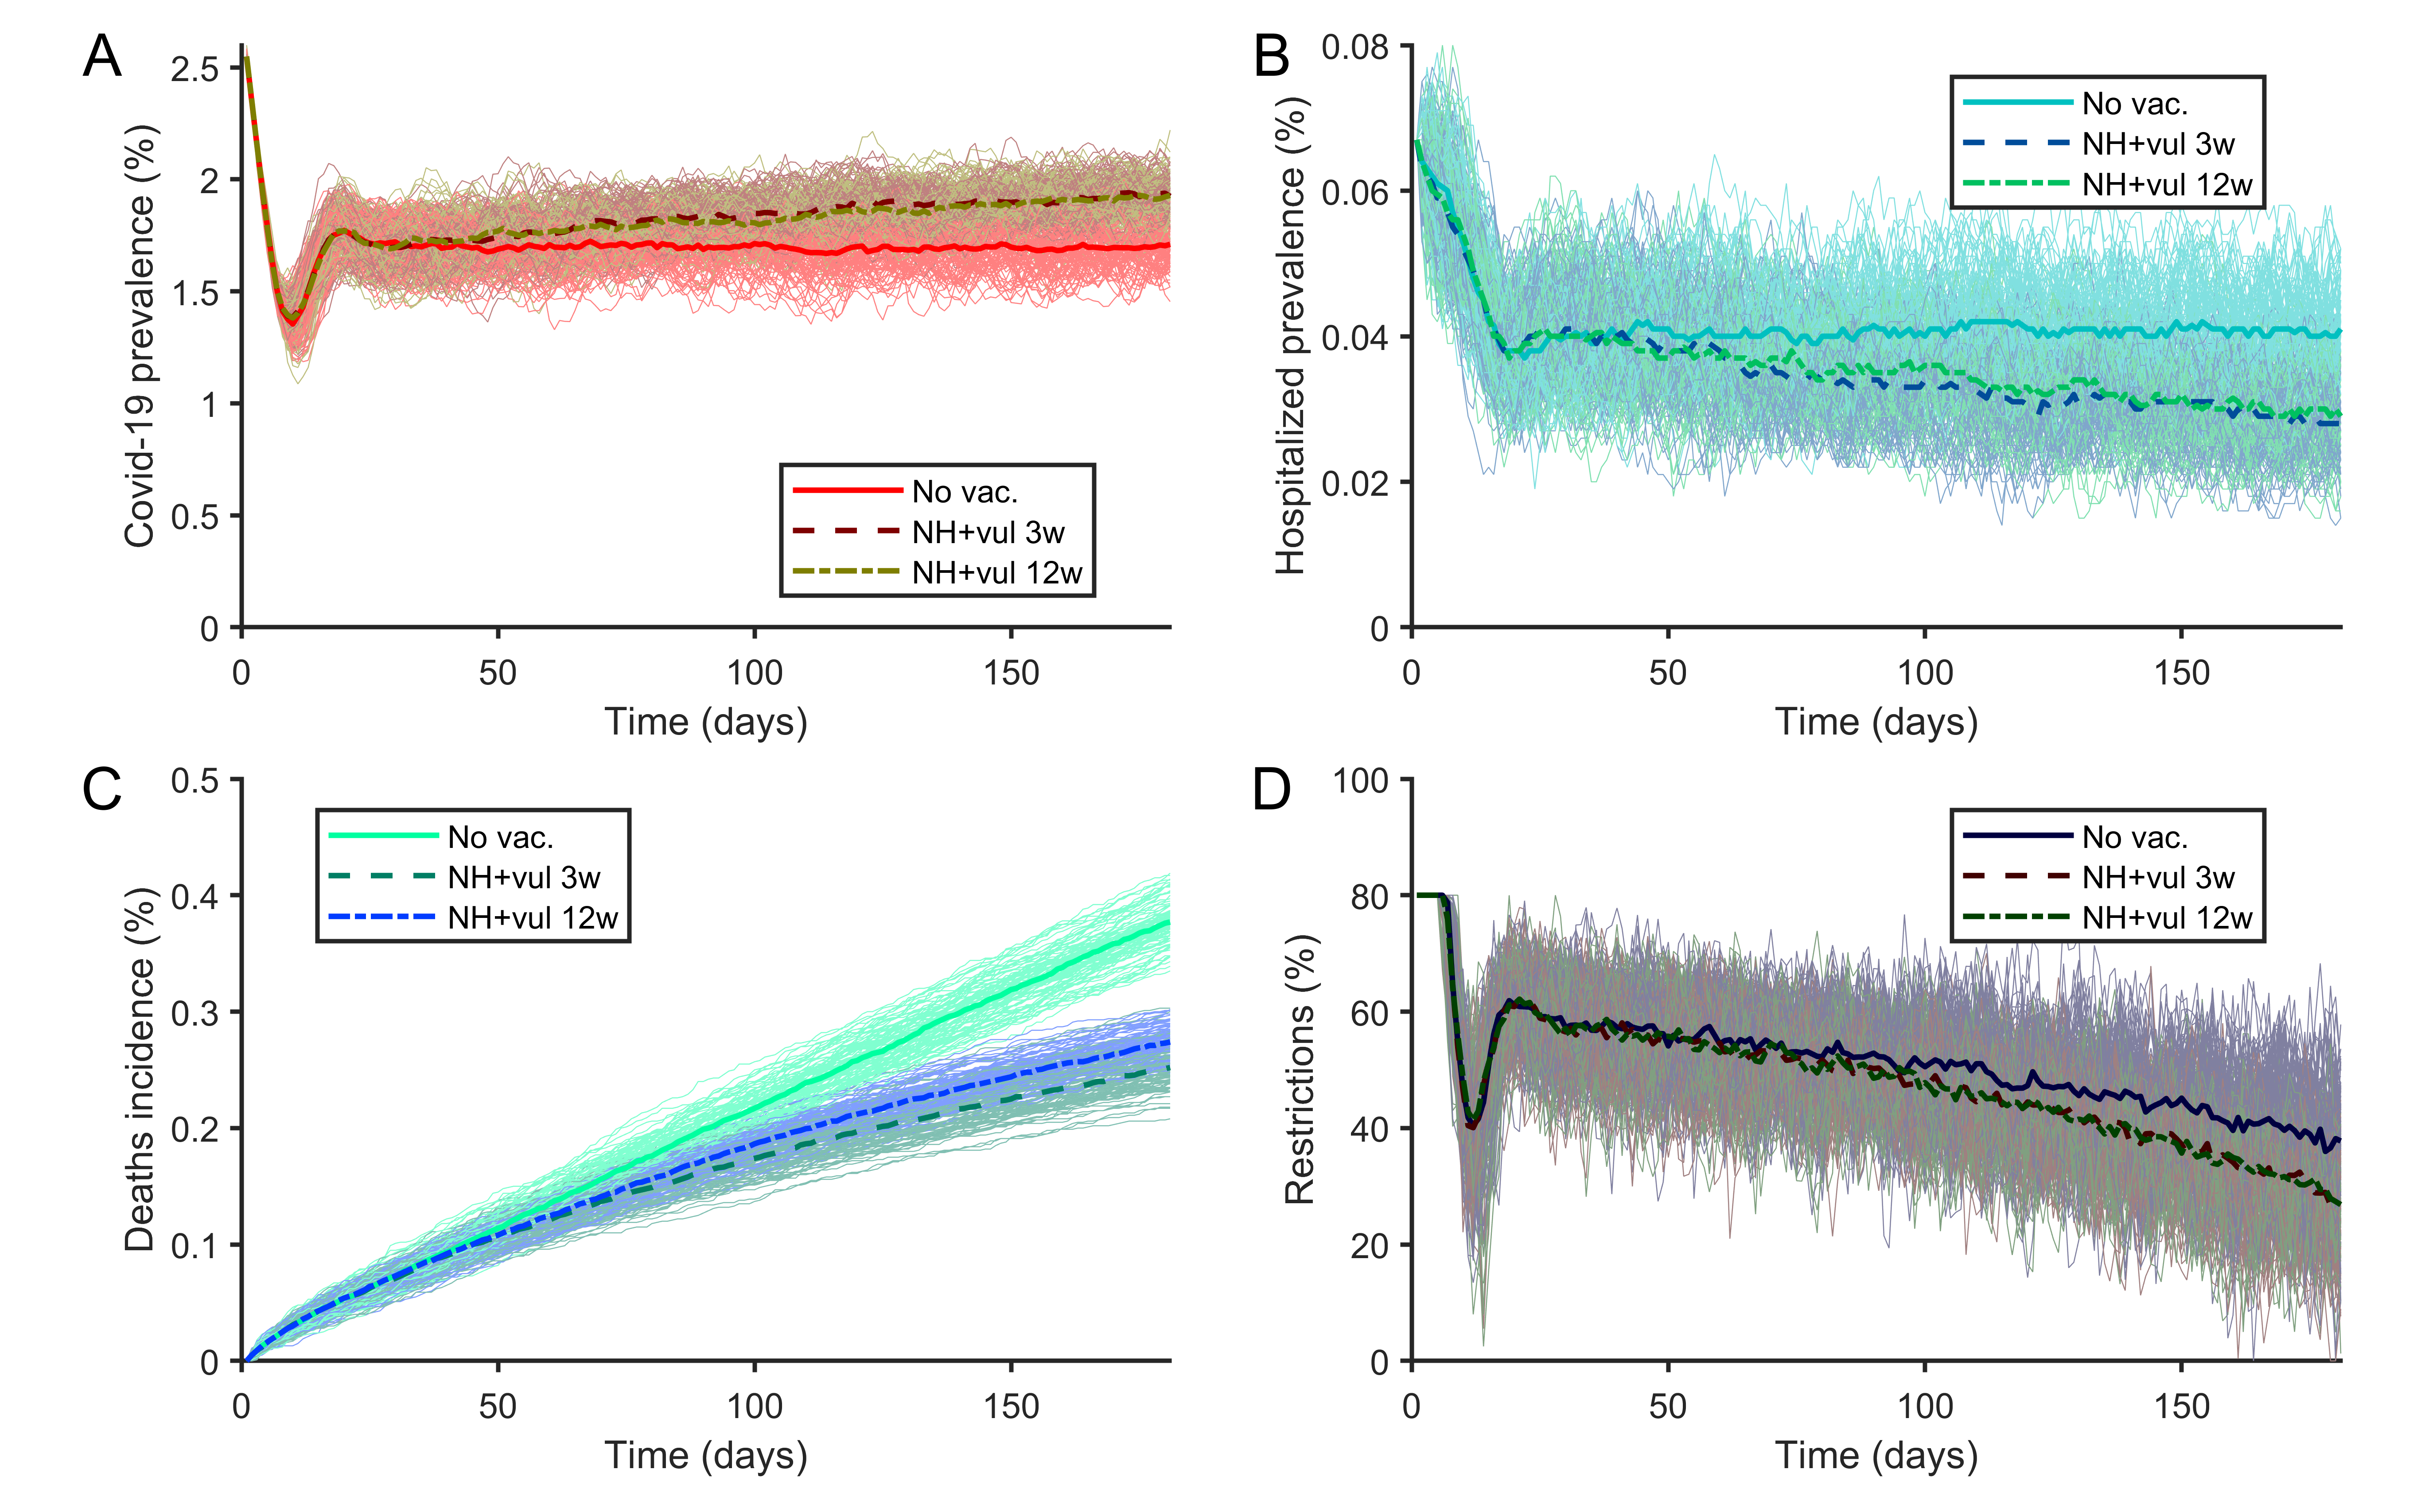 A
Covid-19 prevalence (%)
2.5
2
1.5
1
0.5
0
0 50 100 150
Time (days)
No vac.
NH+vul 3w
NH+vul 12w
B
Hospitalized prevalence (%)
0.08
0.06
0.04
0.02
0
0 50 100 150
Time (days)
No vac.
NH+vul 3w
NH+vul 12w
C
Deaths incidence (%)
0.5
0.4
0.3
0.2
0.1
0
0 50 100 150
Time (days)
No vac.
NH+vul 3w
NH+vul 12w
D
Restrictions (%)
100
80
60
40
20
0
0 50 100 150
Time (days)
No vac.
NH+vul 3w
NH+vul 12w